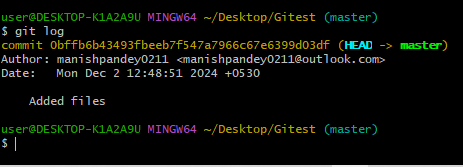 user@DESKTOP-K1A2A9U MINGW64 ~/Desktop/Gitest (master)
$ git log
commit 0bffb6b43493fbeeb7f547a7966c67e6399d03df (HEAD -> master)
Author: manishpandey0211 <manishpandey0211@outlook.com>
Date:   Mon Dec 2 12:48:51 2024 +0530
    Added files
user@DESKTOP-K1A2A9U MINGW64 ~/Desktop/Gitest (master)
$